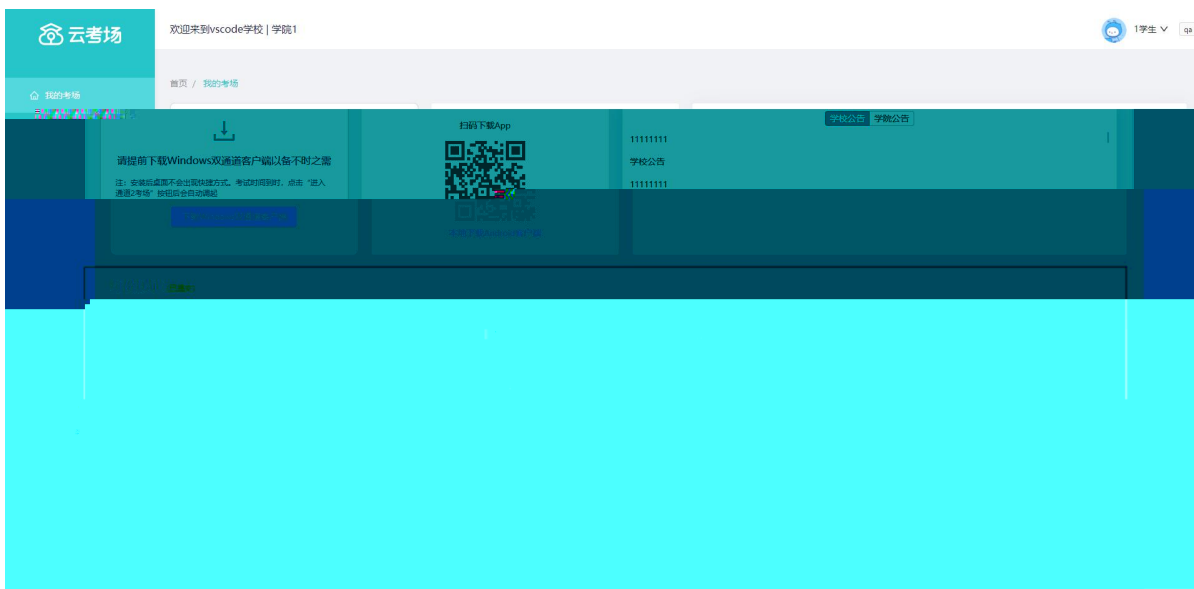 云考场
欢迎来到vscode学校 | 学院1
1学生
qa
我的考场
首页 / 我的考场
请提前下载Windows双通道客户端以备不时之需
注：安装后桌面不会出现快捷方式。考试时间到时，点击“进入
通道2考场”按钮后会自动调起
扫码下载App
学校公告 学院公告
11111111
学校公告
11111111